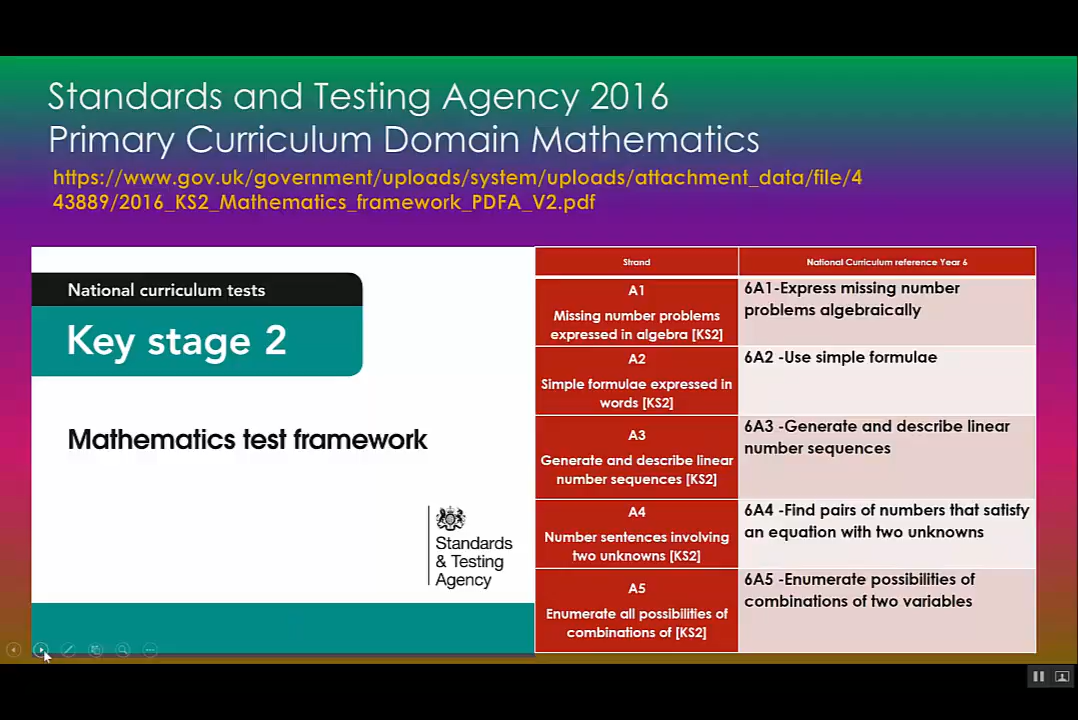 Standards and Testing Agency 2016
Primary Curriculum Domain Mathematics
https://www.gov.uk/government/uploads/system/uploads/attachment_data/file/4
43889/2016_KS2_Mathematics_framework_PDFA_V2.pdf
National curriculum tests
Key stage 2
Mathematics test framework
Standards
& Testing
Agency
Strand
National Curriculum reference Year 6
A1
Missing number problems
expressed in algebra [KS2]
6A1-Express missing number
problems algebraically
A2
Simple formulae expressed in
words [KS2]
6A2 -Use simple formulae
A3
Generate and describe linear
number sequences [KS2]
6A3 -Generate and describe linear
number sequences
A4
Number sentences involving
two unknowns [KS2]
6A4 -Find pairs of numbers that satisfy
an equation with two unknowns
A5
Enumerate all possibilities of
combinations of [KS2]
6A5 -Enumerate possibilities of
combinations of two variables